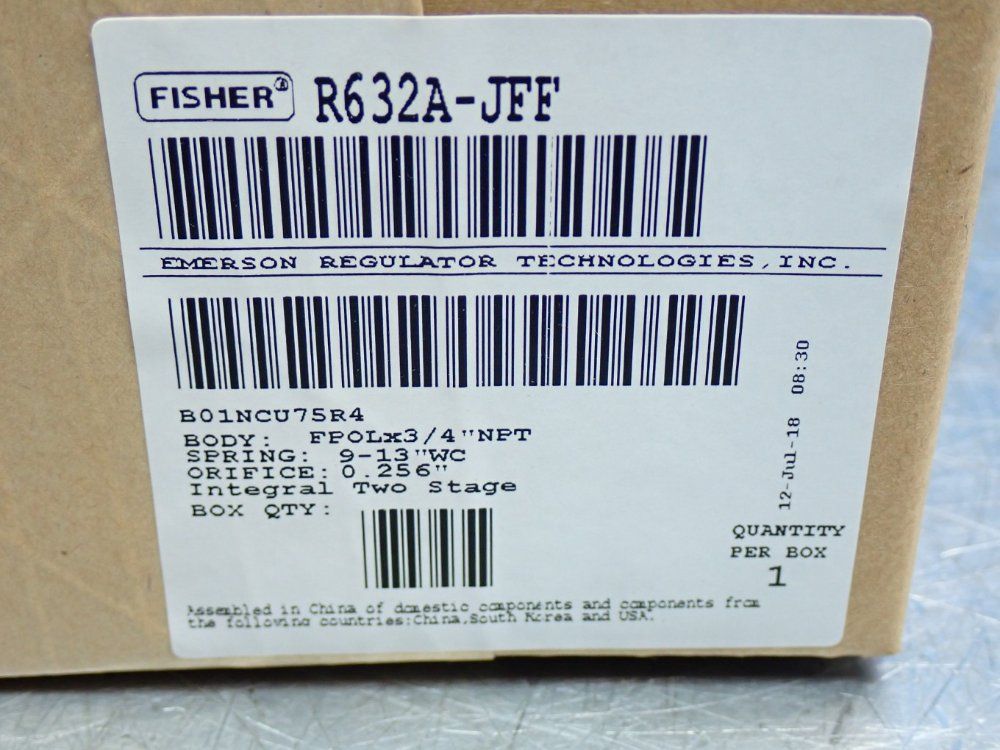 FISHER® R632A-JFF
EMERSON REGULATOR TECHNOLOGIES,INC.
B01NCU75R4
BODY: FPOLx3/4"NPT
SPRING: 9-13"WC
ORIFICE: 0.256"
Integral Two Stage
BOX QTY:
12-Jul-18 08:30
QUANTITY
PER BOX
1
Assembled in China of domestic components and components from
the following countries:China,South Korea and USA.